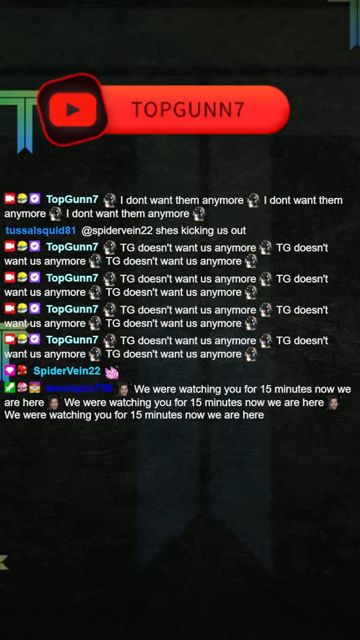 TOPGUNN7
TopGunn7 I dont want them anymore I dont want them
anymore I dont want them anymore
tussalsquid81 @spidervein22 shes kicking us out
TopGunn7 TG doesn't want us anymore TG doesn't
want us anymore TG doesn't want us anymore
TopGunn7 TG doesn't want us anymore TG doesn't
want us anymore TG doesn't want us anymore
TopGunn7 TG doesn't want us anymore TG doesn't
want us anymore TG doesn't want us anymore
TopGunn7 TG doesn't want us anymore TG doesn't
want us anymore TG doesn't want us anymore
SpiderVein22
We were watching you for 15 minutes now we
are here We were watching you for 15 minutes now we are here
We were watching you for 15 minutes now we are here